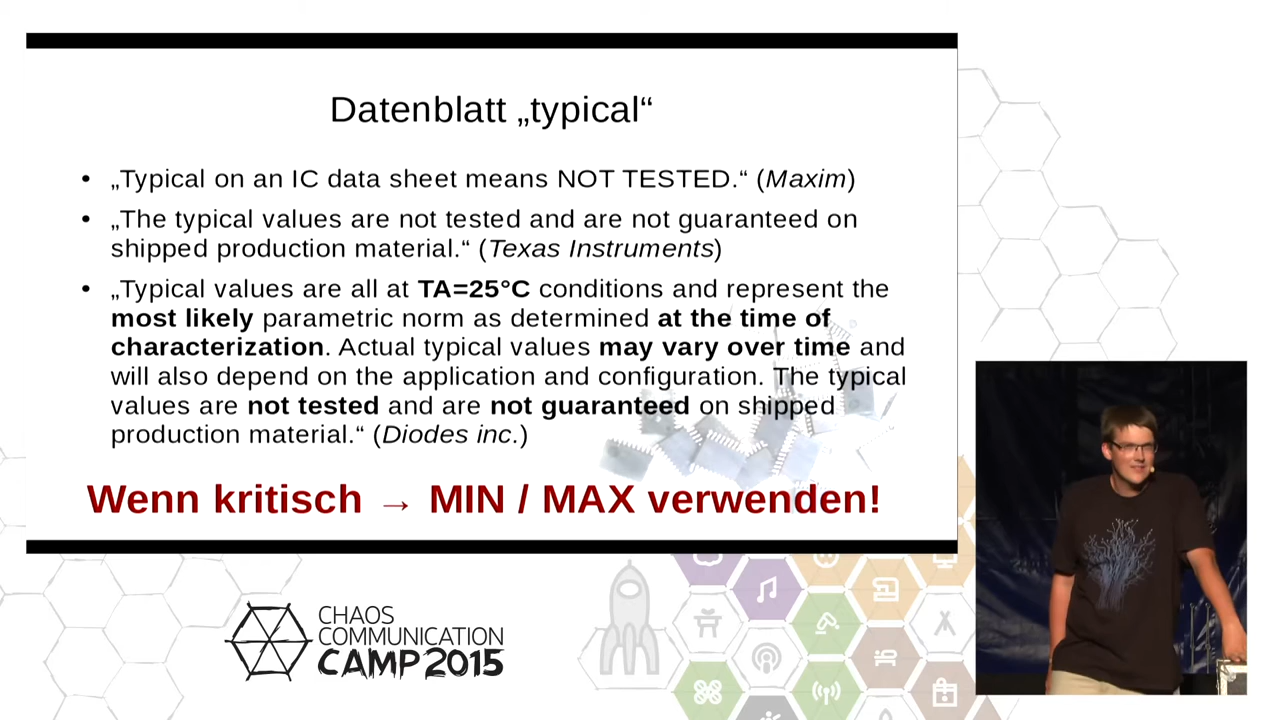 Datenblatt „typical“
• „Typical on an IC data sheet means NOT TESTED.“ (Maxim)
• „The typical values are not tested and are not guaranteed on
shipped production material.“ (Texas Instruments)
• „Typical values are all at TA=25°C conditions and represent the
most likely parametric norm as determined at the time of
characterization. Actual typical values may vary over time and
will also depend on the application and configuration. The typical
values are not tested and are not guaranteed on shipped
production material.“ (Diodes inc.)
Wenn kritisch → MIN / MAX verwenden!
CHAOS
COMMUNICATION
CAMP 2015